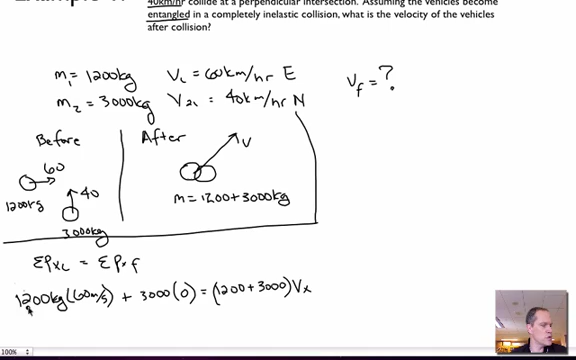 40km/hr collide at a perpendicular intersection. Assuming the vehicles become
entangled in a completely inelastic collision, what is the velocity of the vehicles
after collision?
m₁ = 1200kg V₁ = 60km/hr E
m₂ = 3000kg V₂ᵢ = 40km/hr N
V_f = ?
Before After
60
1200kg
40
3000kg
V
m = 1200 + 3000kg
ΣPxi = ΣPxf
1200kg(60m/s) + 3000(0) = (1200 + 3000) Vx
100%